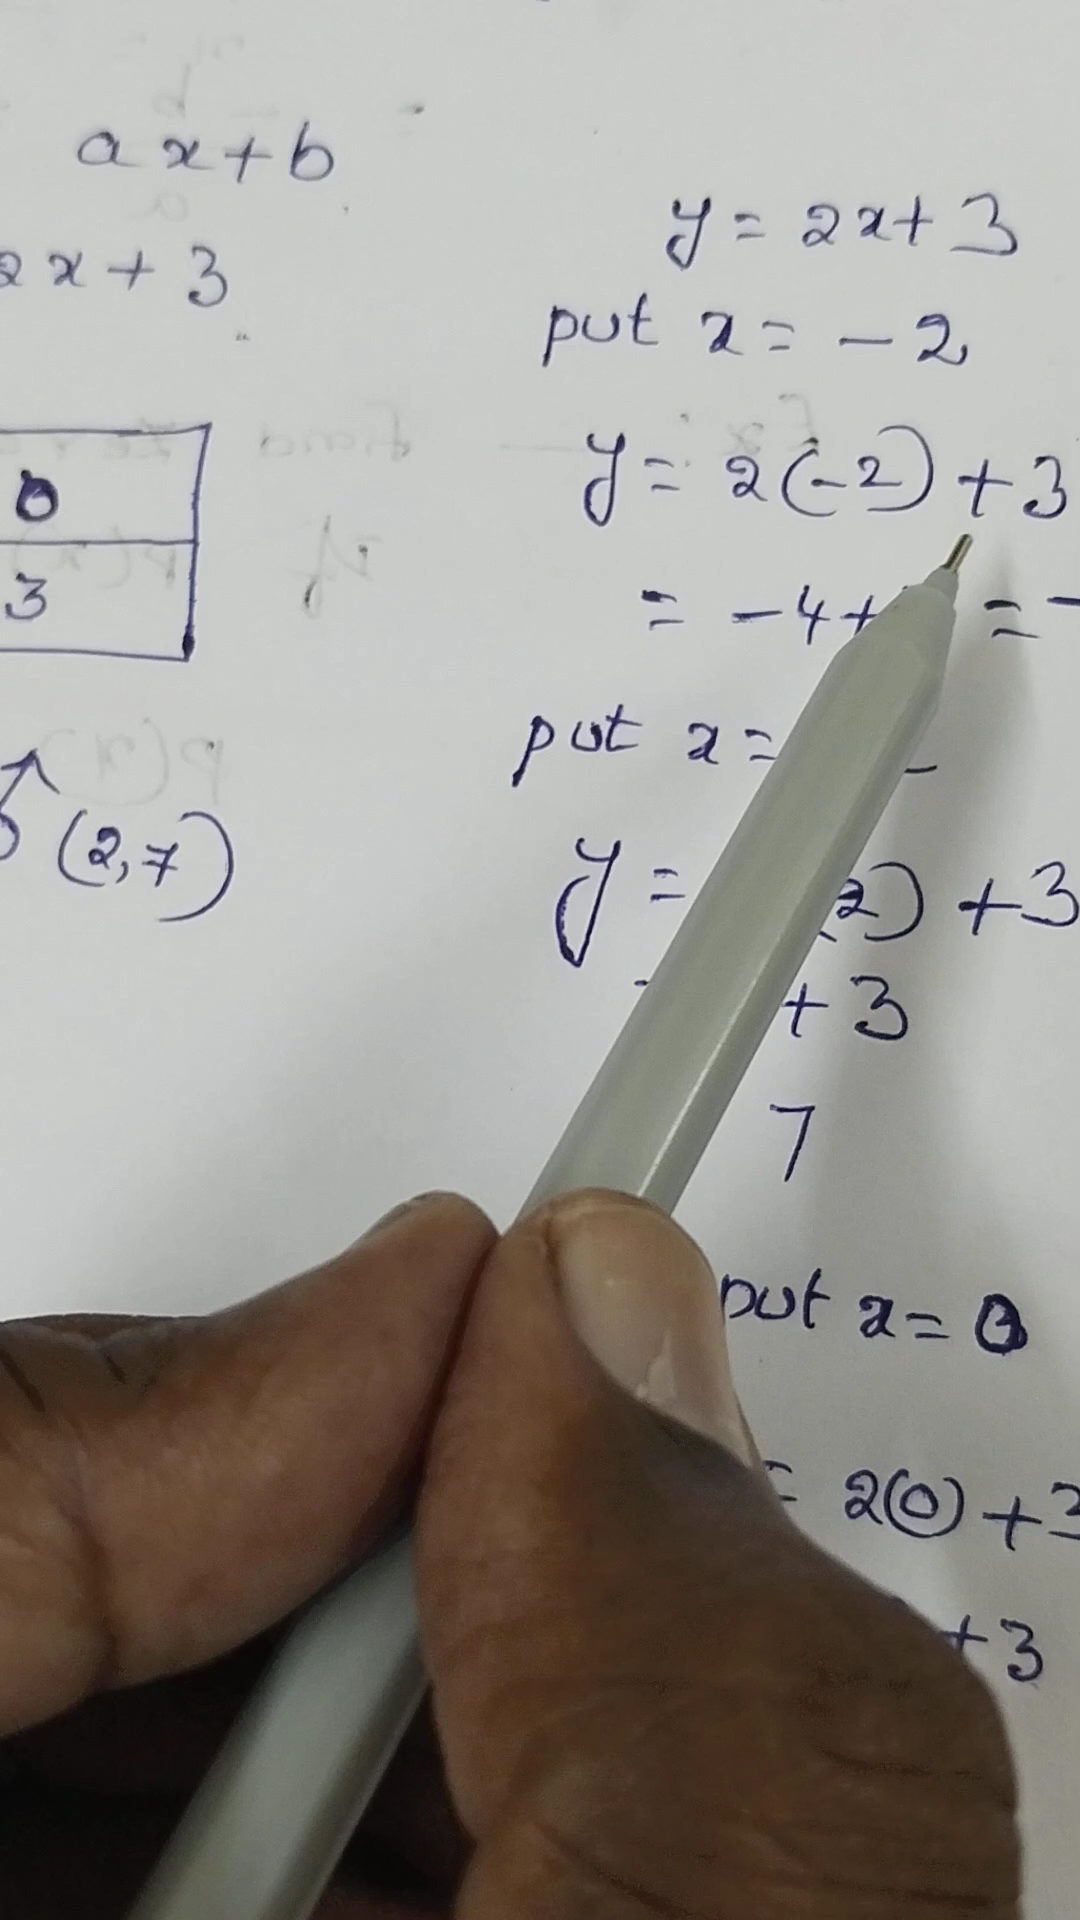 ax+b
2x+3
0
3
(2,7)
y = 2x+3
put x = -2
y = 2(-2)+3
= -4+ =-
put x=
y = 2)+3
+3
7
put x=0
= 2(0)+3
+3